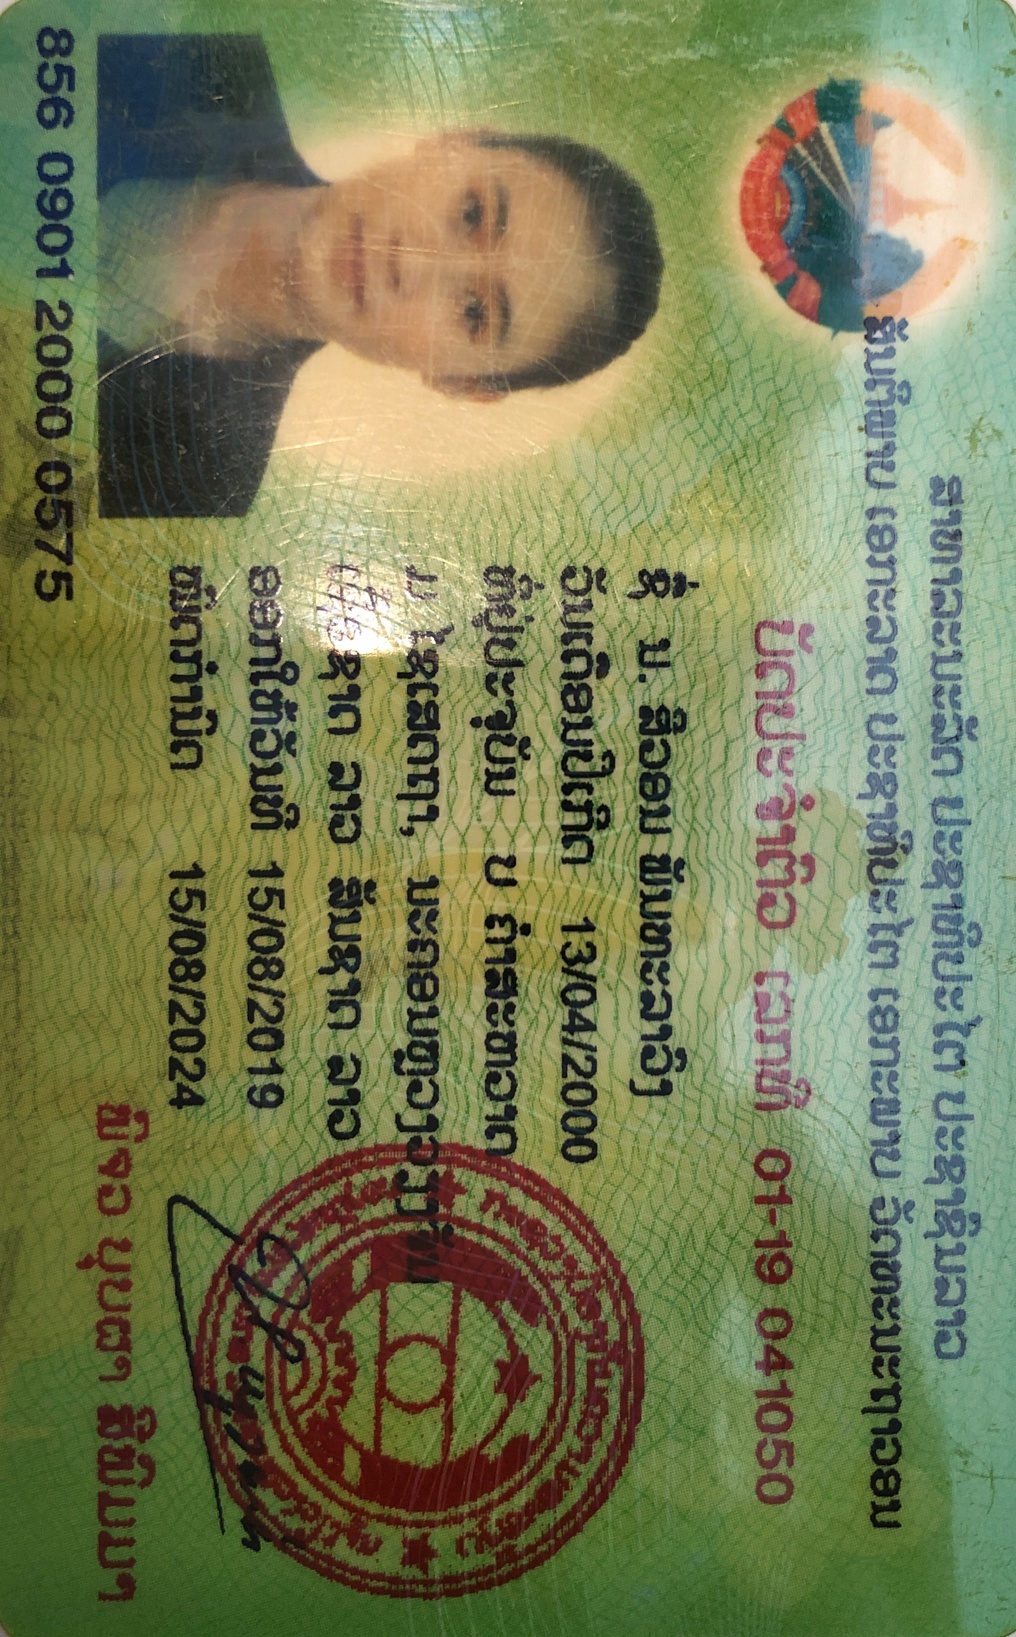 ສາທາລະນະລັດ ປະຊາທິປະໄຕ ປະຊາຊົນລາວ
ສັນຕິພາບ ເອກະລາດ ປະຊາທິປະໄຕ ເອກະພາບ ວັດທະນະຖາວອນ
ບັດປະຈຳຕົວ ເລກທີ 01-19 041050
ຊື່ ນ. ສີວອນ ພັນທະລາວົງ
ວັນເດືອນປີເກີດ 13/04/2000
ທີ່ຢູ່ປະຈຸບັນ ບ ຄຳສະຫວາດ
ມ. ໄຊເສດຖາ, ນະຄອນຫຼວງວຽງຈັນ
ເຊື້ອຊາດ ລາວ ສັນຊາດ ລາວ
ອອກໃຫ້ວັນທີ 15/08/2019
ໝົດກຳນົດ 15/08/2024
856 0901 2000 0575
ພົຈວ ບຸນຕາ ສີພິມມາ